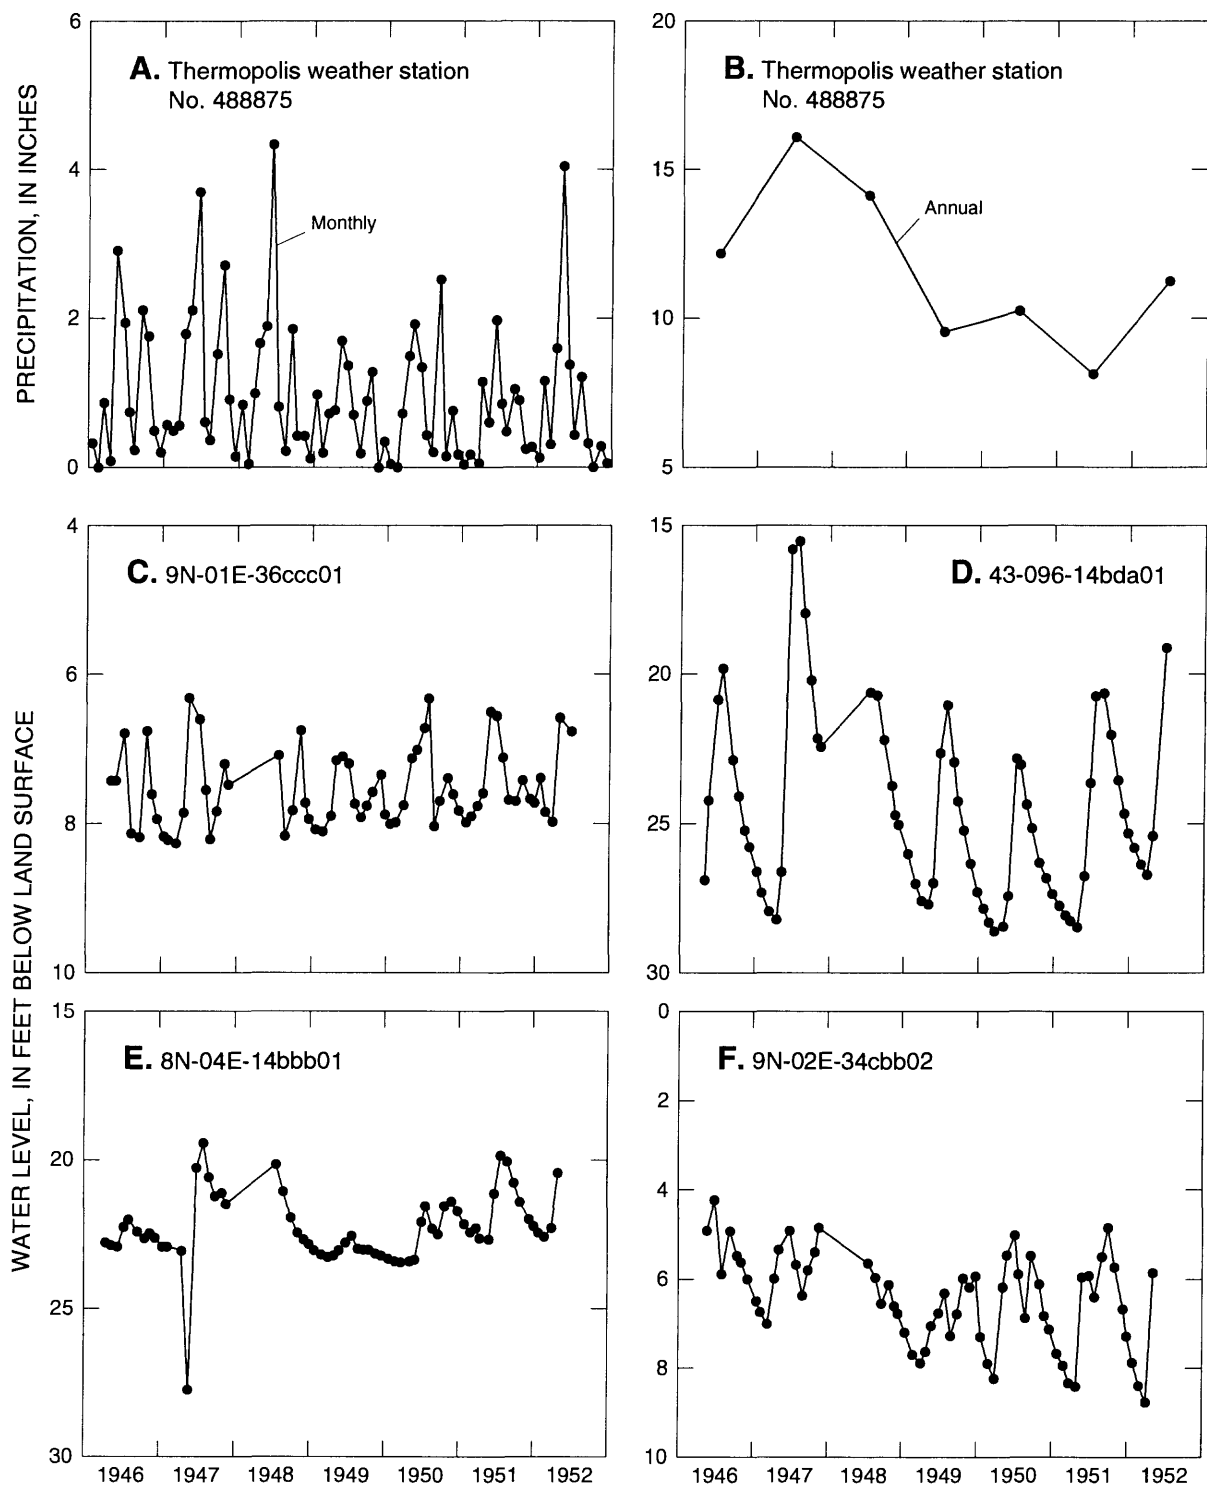 PRECIPITATION, IN INCHES
6
4
2
0
A. Thermopolis weather station
No. 488875
Monthly
20
15
10
5
B. Thermopolis weather station
No. 488875
Annual
WATER LEVEL, IN FEET BELOW LAND SURFACE
4
6
8
10
C. 9N-01E-36ccc01
15
20
25
30
D. 43-096-14bda01
15
20
25
30
E. 8N-04E-14bbb01
1946 1947 1948 1949 1950 1951 1952
0
2
4
6
8
10
F. 9N-02E-34cbb02
1946 1947 1948 1949 1950 1951 1952